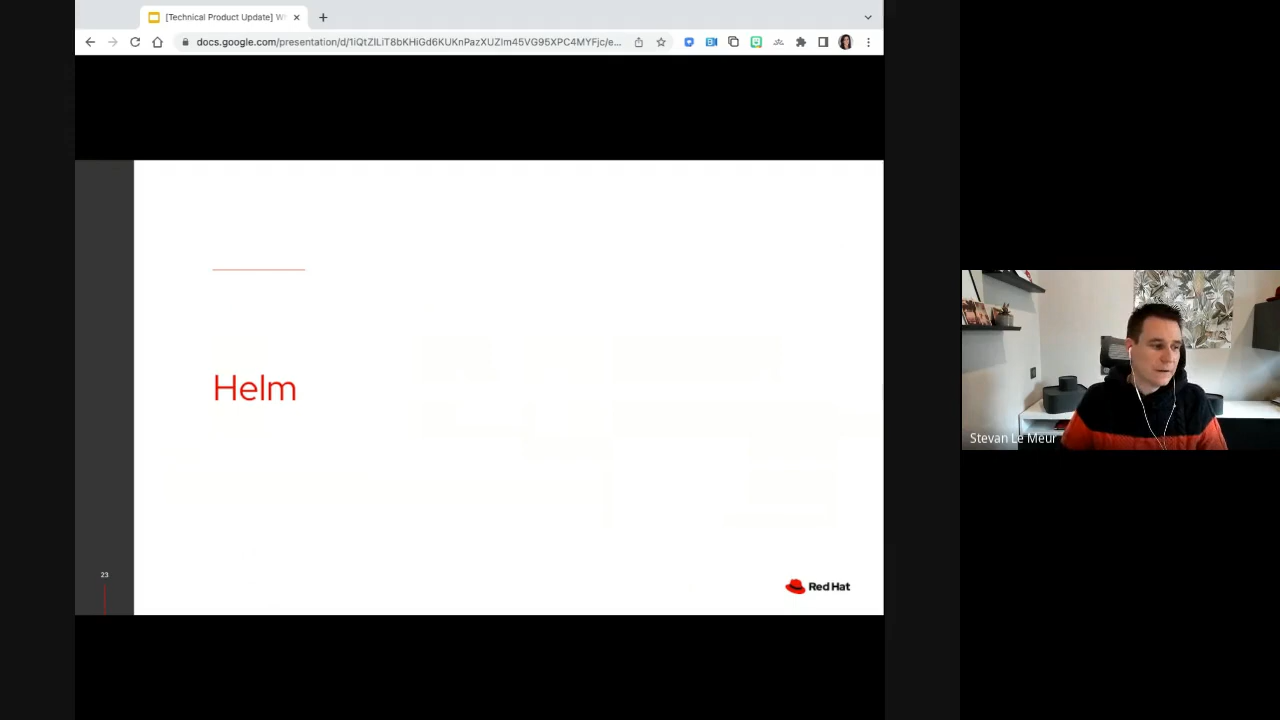 [Technical Product Update]
docs.google.com/presentation/d/1iQtZILiT8bKHiGd6KUKnPazXUZIm45VG95XPC4MYFjc/e...
Helm
23
Red Hat
Stevan Le Meur